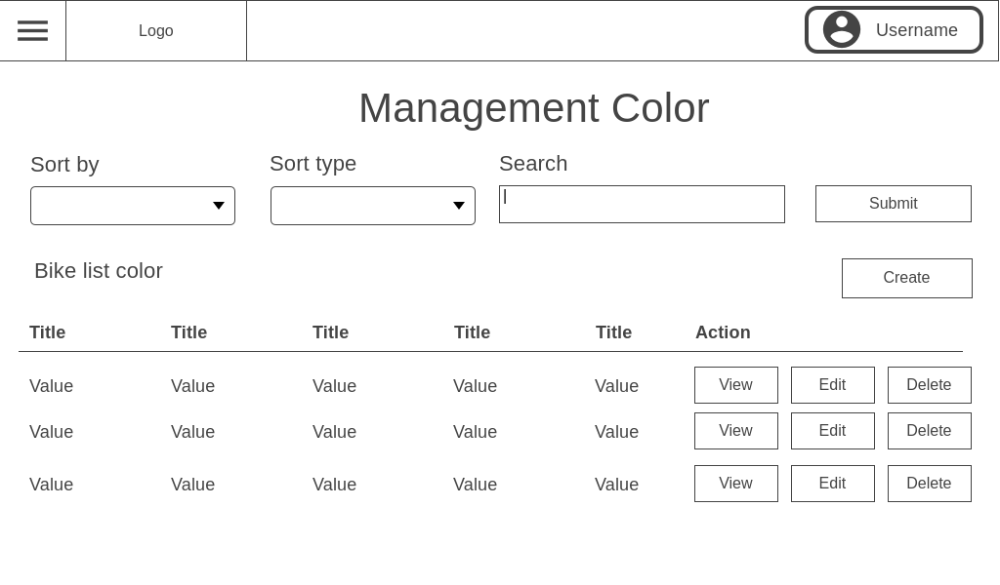 Logo
Username
Management Color
Sort by
Sort type
Search
Submit
Bike list color
Create
Title Title Title Title Title Action
Value Value Value Value Value View Edit Delete
Value Value Value Value Value View Edit Delete
Value Value Value Value Value View Edit Delete